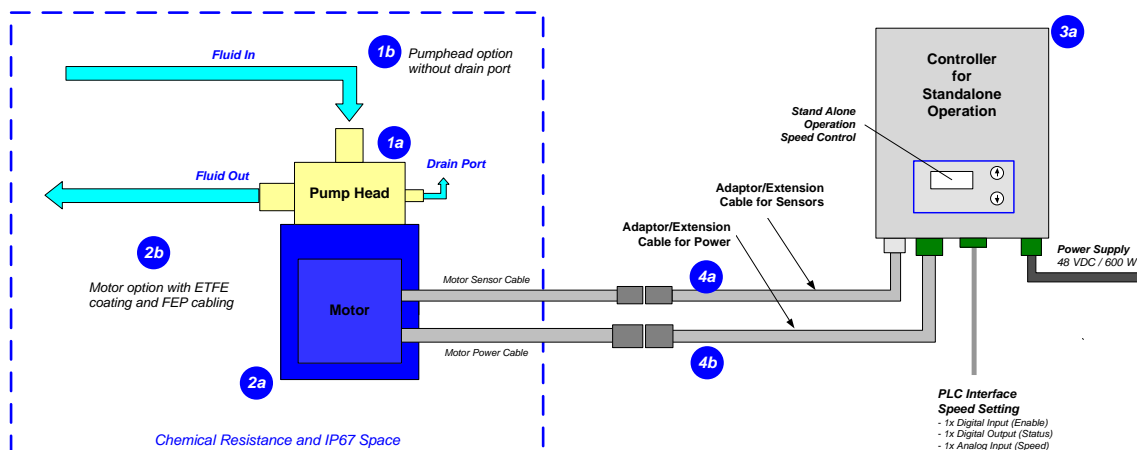 Fluid In
1b
Pumphead option
without drain port
3a
Controller
for
Standalone
Operation
Stand Alone
Operation
Speed Control
1a
Drain Port
Fluid Out
Pump Head
Adaptor/Extension
Cable for Sensors
Adaptor/Extension
Cable for Power
Power Supply
48 VDC / 600 W
2b
Motor option with ETFE
coating and FEP cabling
Motor Sensor Cable
4a
Motor
Motor Power Cable
4b
2a
PLC Interface
Speed Setting
- 1x Digital Input (Enable)
- 1x Digital Output (Status)
- 1x Analog Input (Speed)
Chemical Resistance and IP67 Space